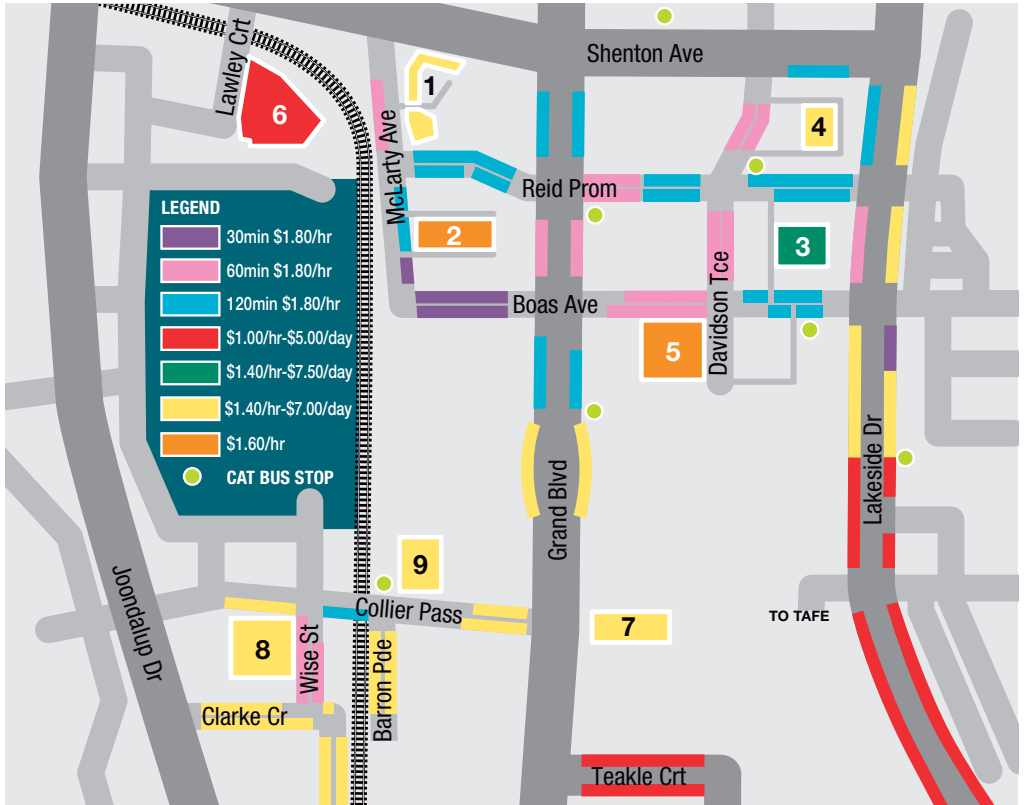 Shenton Ave
Lawley Crt
1
6
McLarty Ave
4
Reid Prom
LEGEND
30min $1.80/hr
60min $1.80/hr
120min $1.80/hr
$1.00/hr-$5.00/day
$1.40/hr-$7.50/day
$1.40/hr-$7.00/day
$1.60/hr
CAT BUS STOP
2
3
Davidson Tce
Boas Ave
5
Lakeside Dr
Grand Blvd
9
Joondalup Dr
Collier Pass
TO TAFE
7
8
Wise St
Barron Pde
Clarke Cr
Teakle Crt